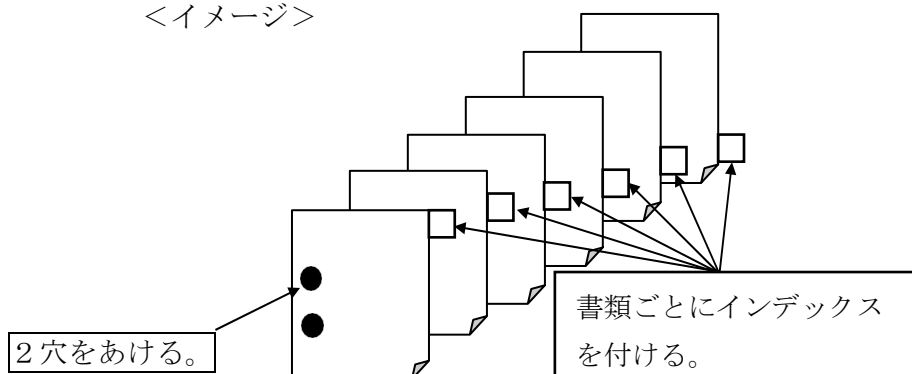 ＜イメージ＞
２穴をあける。
書類ごとにインデックス
を付ける。